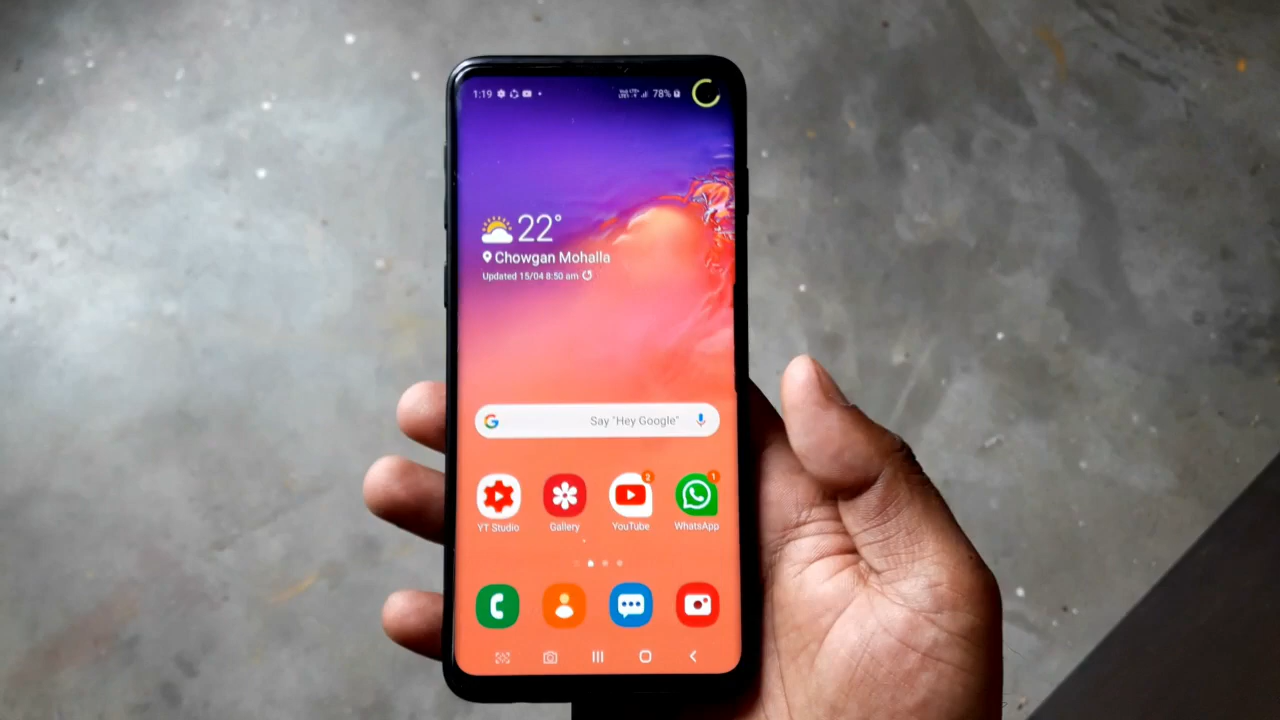 1:19
78%
22°
Chowgan Mohalla
Updated 15/04 8:50 am
G Say "Hey Google"
2
1
YT Studio Gallery YouTube WhatsApp